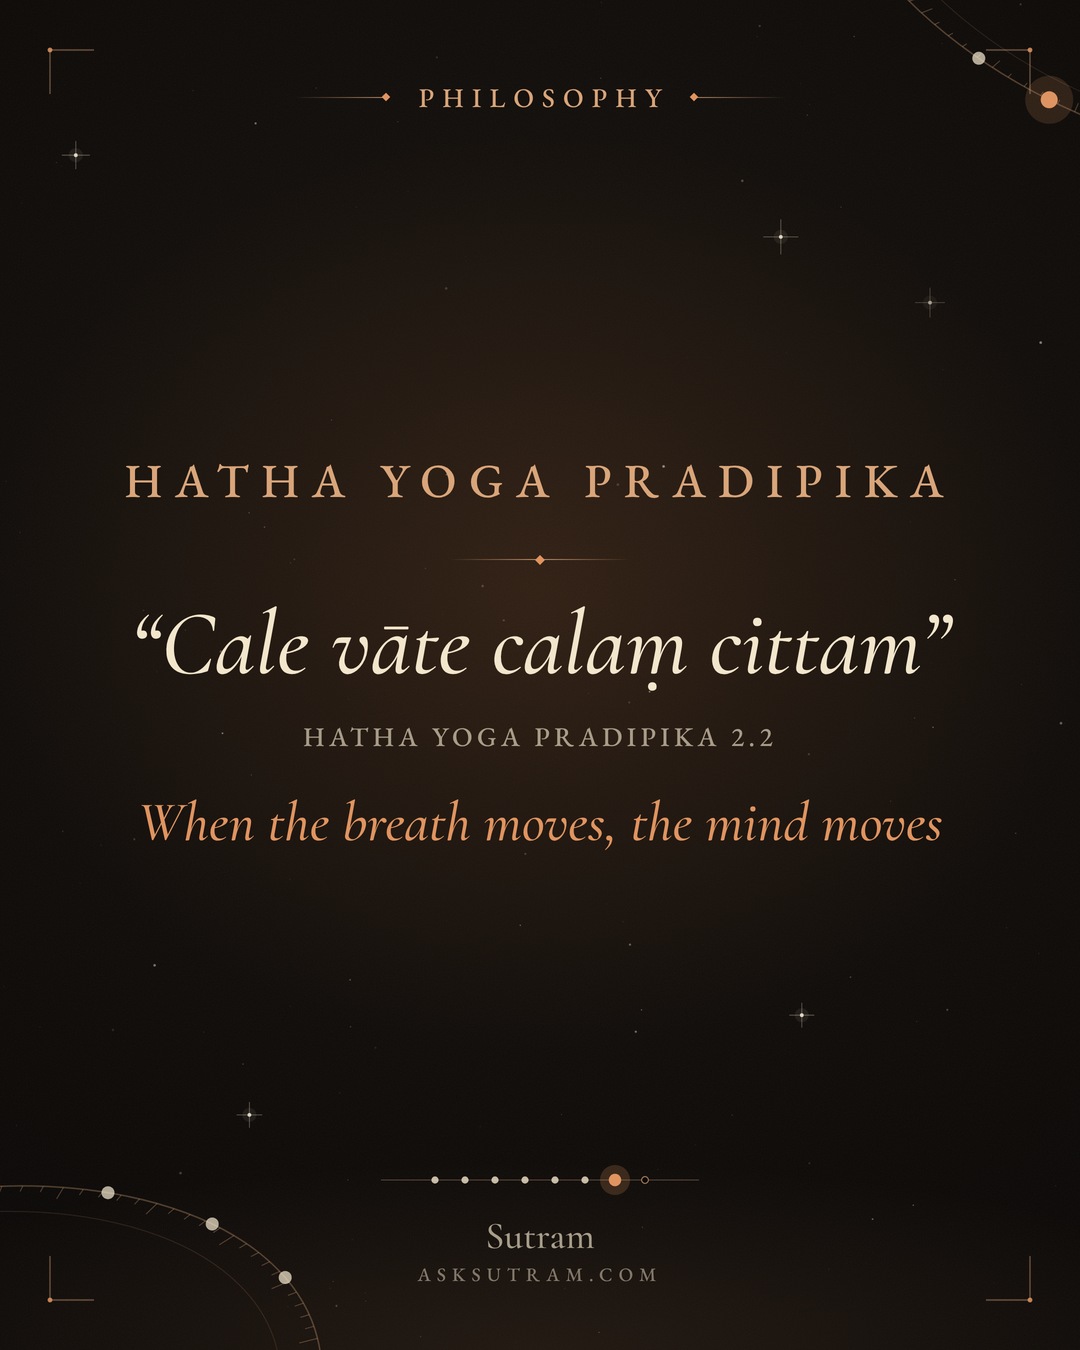 PHILOSOPHY
HATHA YOGA PRADIPIKA
“Cale vāte calaṃ cittam”
HATHA YOGA PRADIPIKA 2.2
When the breath moves, the mind moves
Sutram
ASKSUTRAM.COM